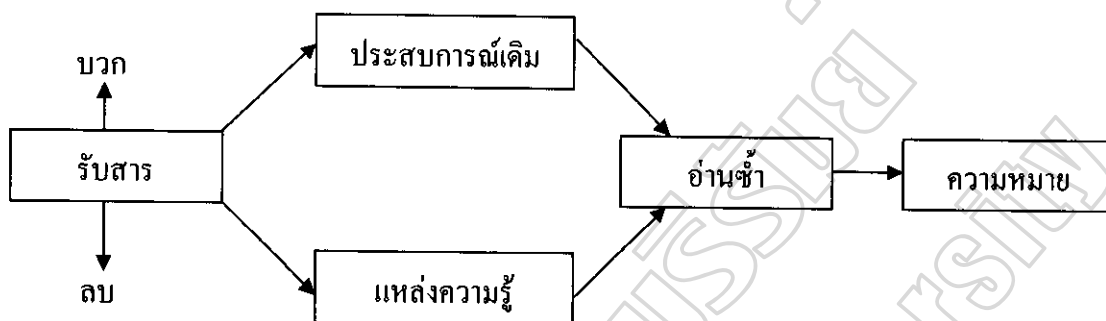 ประสบการณ์เดิม
บวก
รับสาร
อ่านซ้ำ
ความหมาย
ลบ
แหล่งความรู้